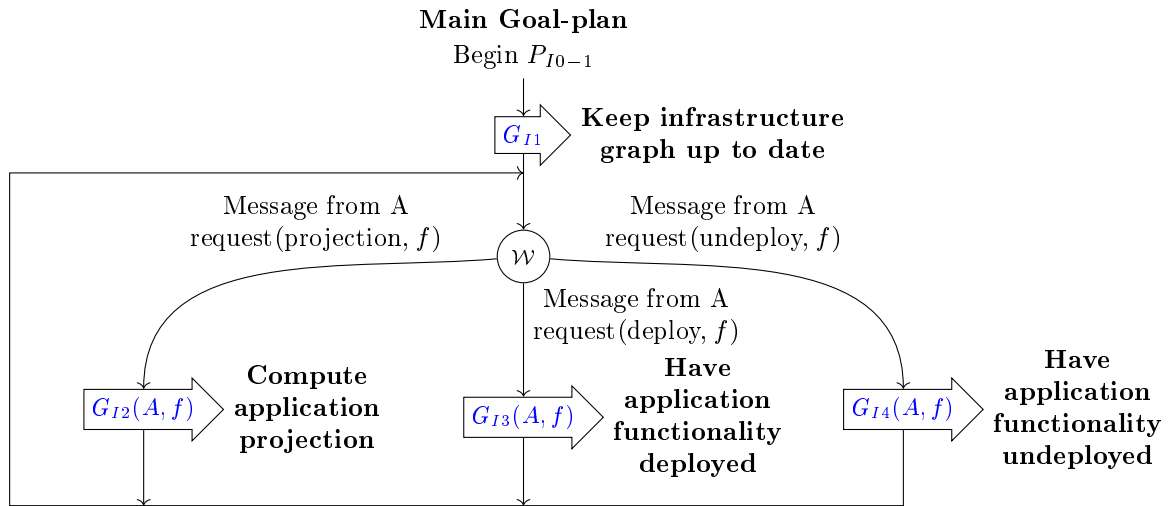 Main Goal-plan
Begin $P_{I0-1}$
$G_{I1}$
Keep infrastructure
graph up to date
Message from A
request(projection, $f$)
Message from A
request(undeploy, $f$)
$\mathcal{W}$
Message from A
request(deploy, $f$)
$G_{I2}(A, f)$
Compute
application
projection
$G_{I3}(A, f)$
Have
application
functionality
deployed
$G_{I4}(A, f)$
Have
application
functionality
undeployed